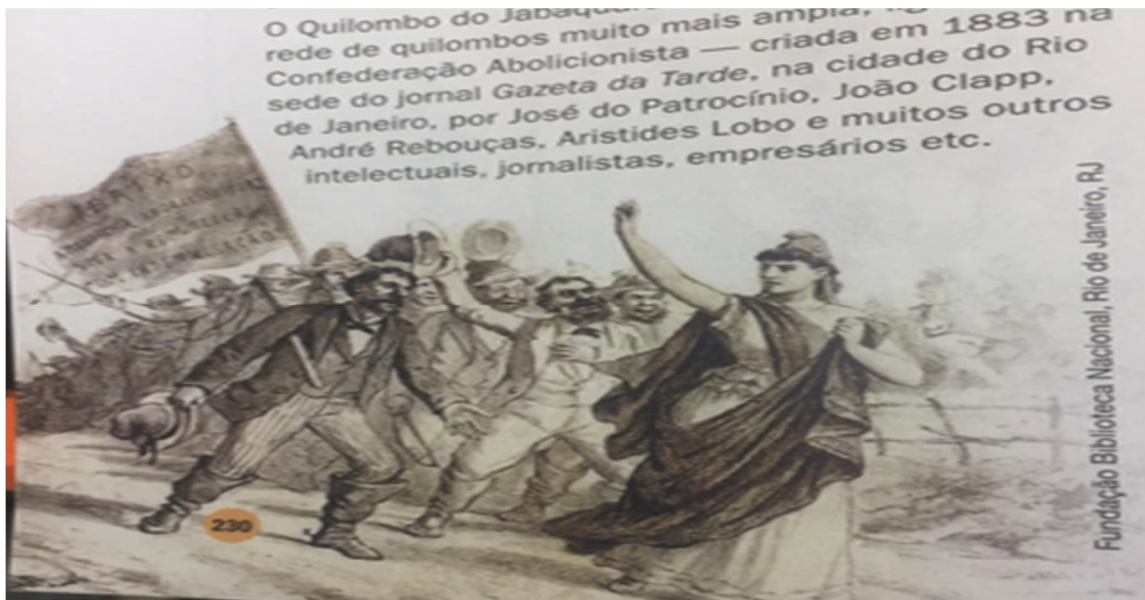 O Quilombo do
rede de quilombos muito mais ampla,
Confederação Abolicionista — criada em 1883 na
sede do jornal Gazeta da Tarde, na cidade do Rio
de Janeiro, por José do Patrocínio, João Clapp,
André Rebouças, Aristides Lobo e muitos outros
intelectuais, jornalistas, empresários etc.
Fundação Biblioteca Nacional, Rio de Janeiro, RJ
230